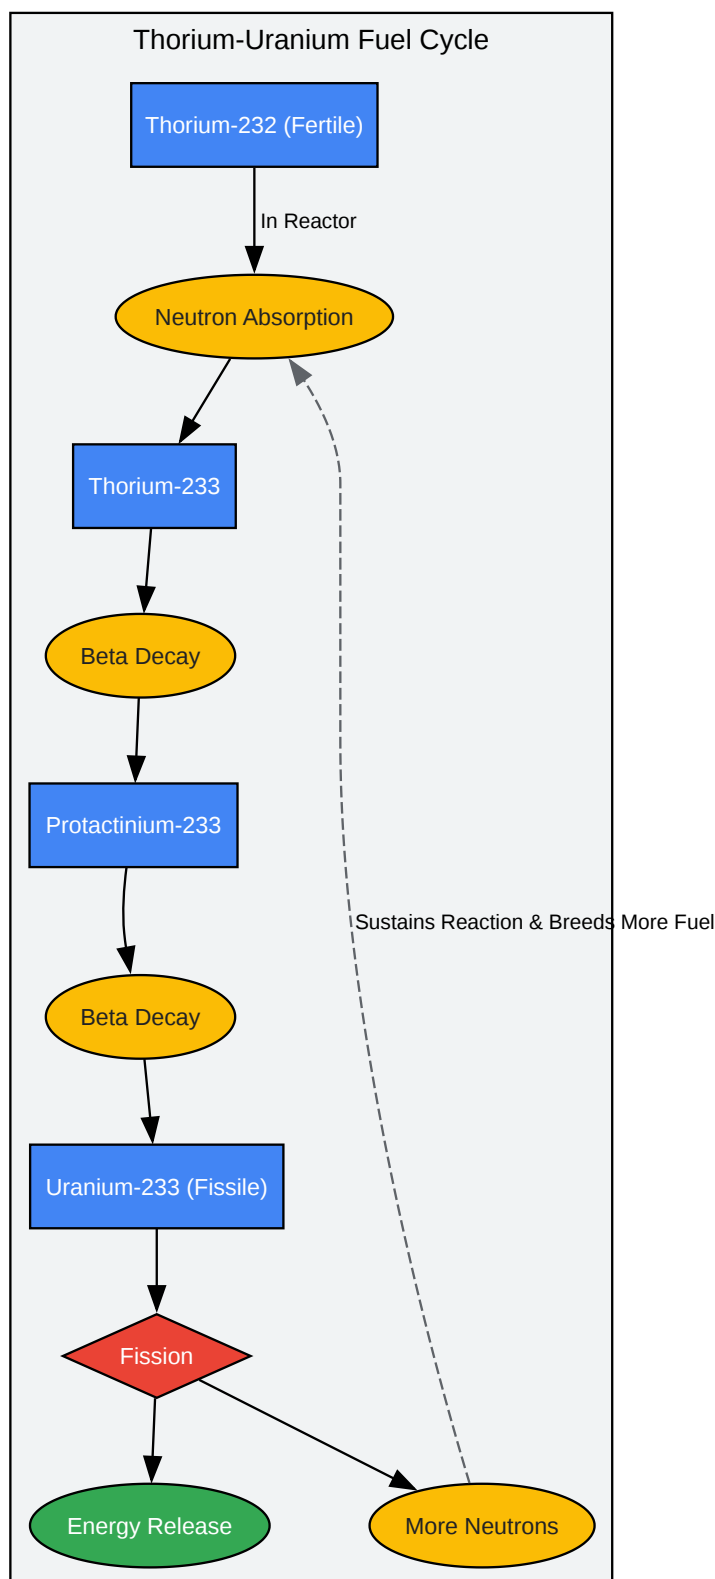 Thorium-Uranium Fuel Cycle
Thorium-232 (Fertile)
In Reactor
Neutron Absorption
Thorium-233
Beta Decay
Protactinium-233
Sustains Reaction & Breeds More Fuel
Beta Decay
Uranium-233 (Fissile)
Fission
Energy Release
More Neutrons